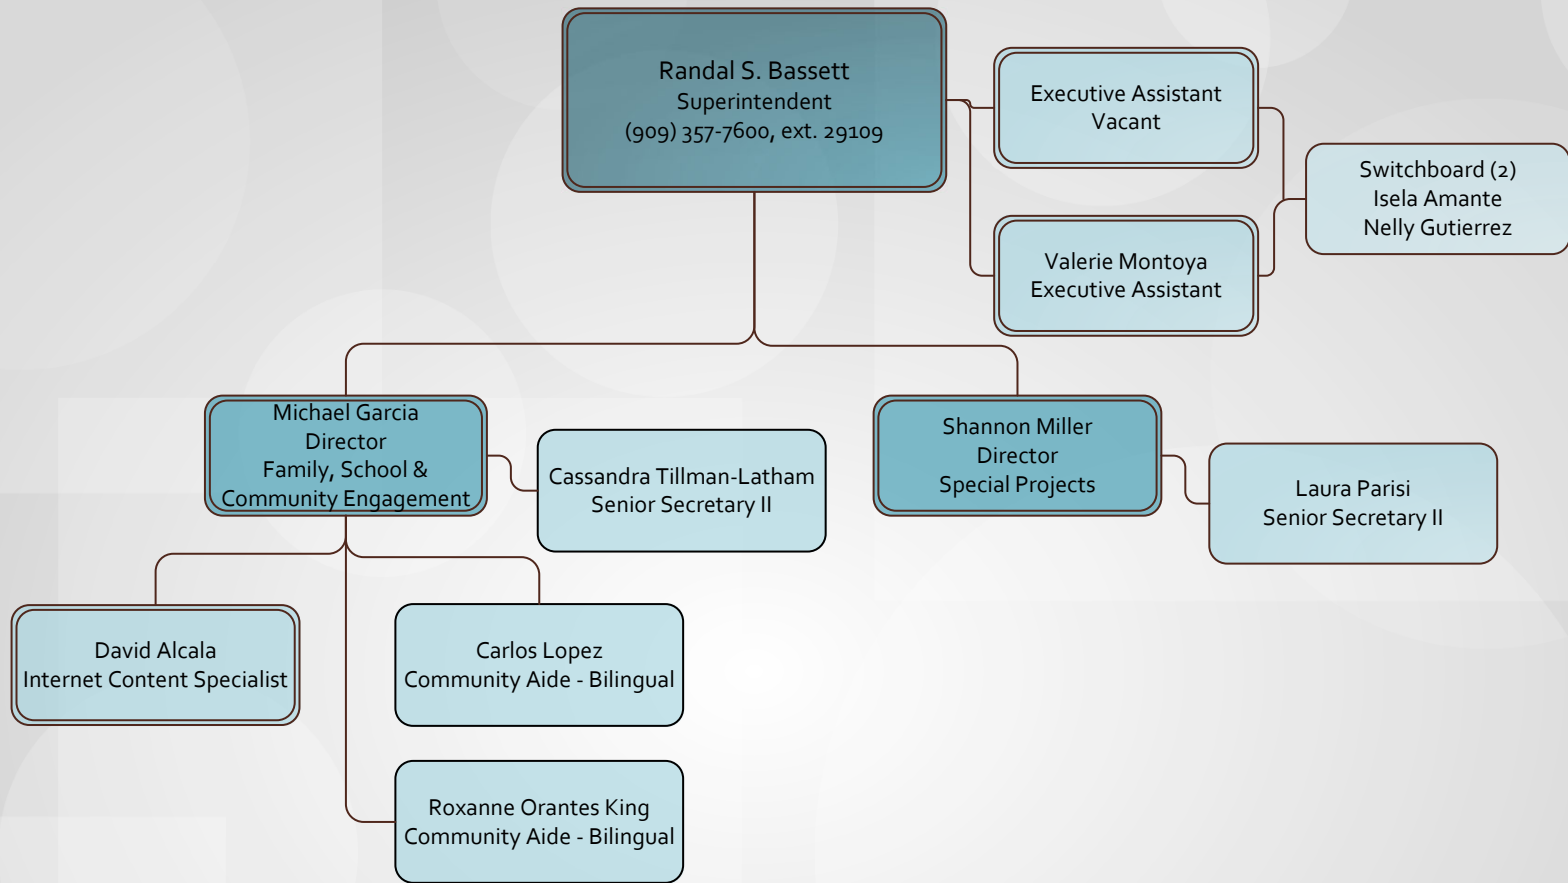 Randal S. Bassett
Superintendent
(909) 357-7600, ext. 29109
Executive Assistant
Vacant
Switchboard (2)
Isela Amante
Nelly Gutierrez
Valerie Montoya
Executive Assistant
Michael Garcia
Director
Family, School &
Community Engagement
Cassandra Tillman-Latham
Senior Secretary II
Shannon Miller
Director
Special Projects
Laura Parisi
Senior Secretary II
David Alcala
Internet Content Specialist
Carlos Lopez
Community Aide - Bilingual
Roxanne Orantes King
Community Aide - Bilingual